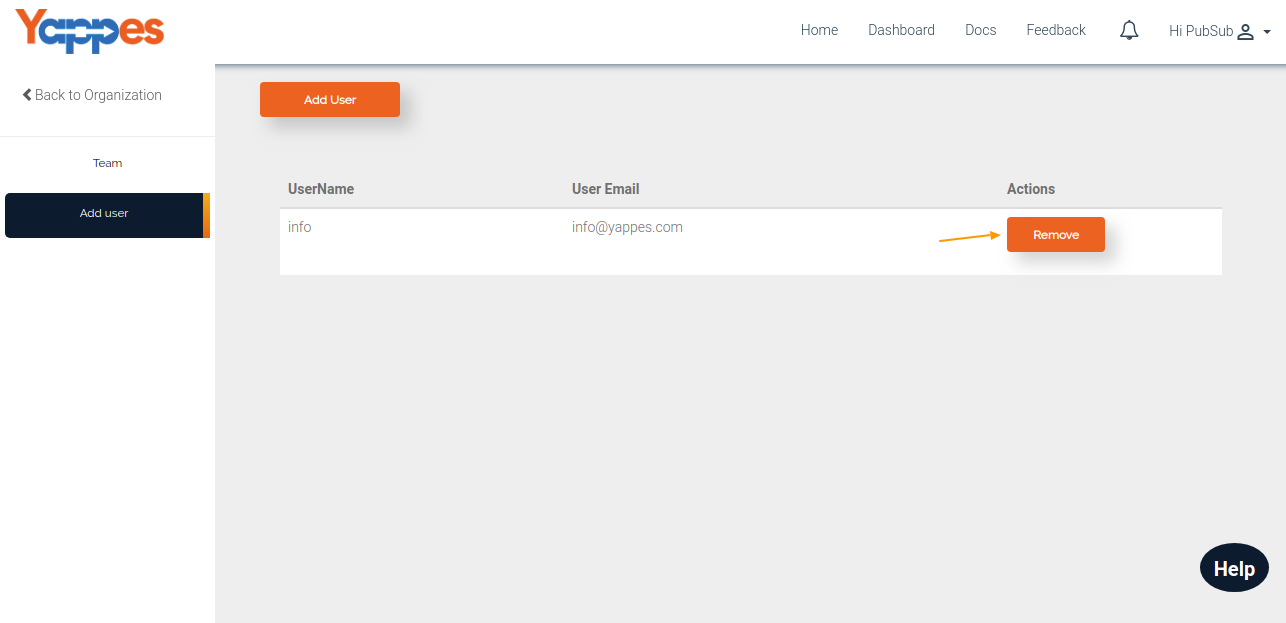 Yappes
Home Dashboard Docs Feedback Hi PubSub
Back to Organization
Team
Add user
Add User
UserName User Email Actions
info info@yappes.com Remove
Help